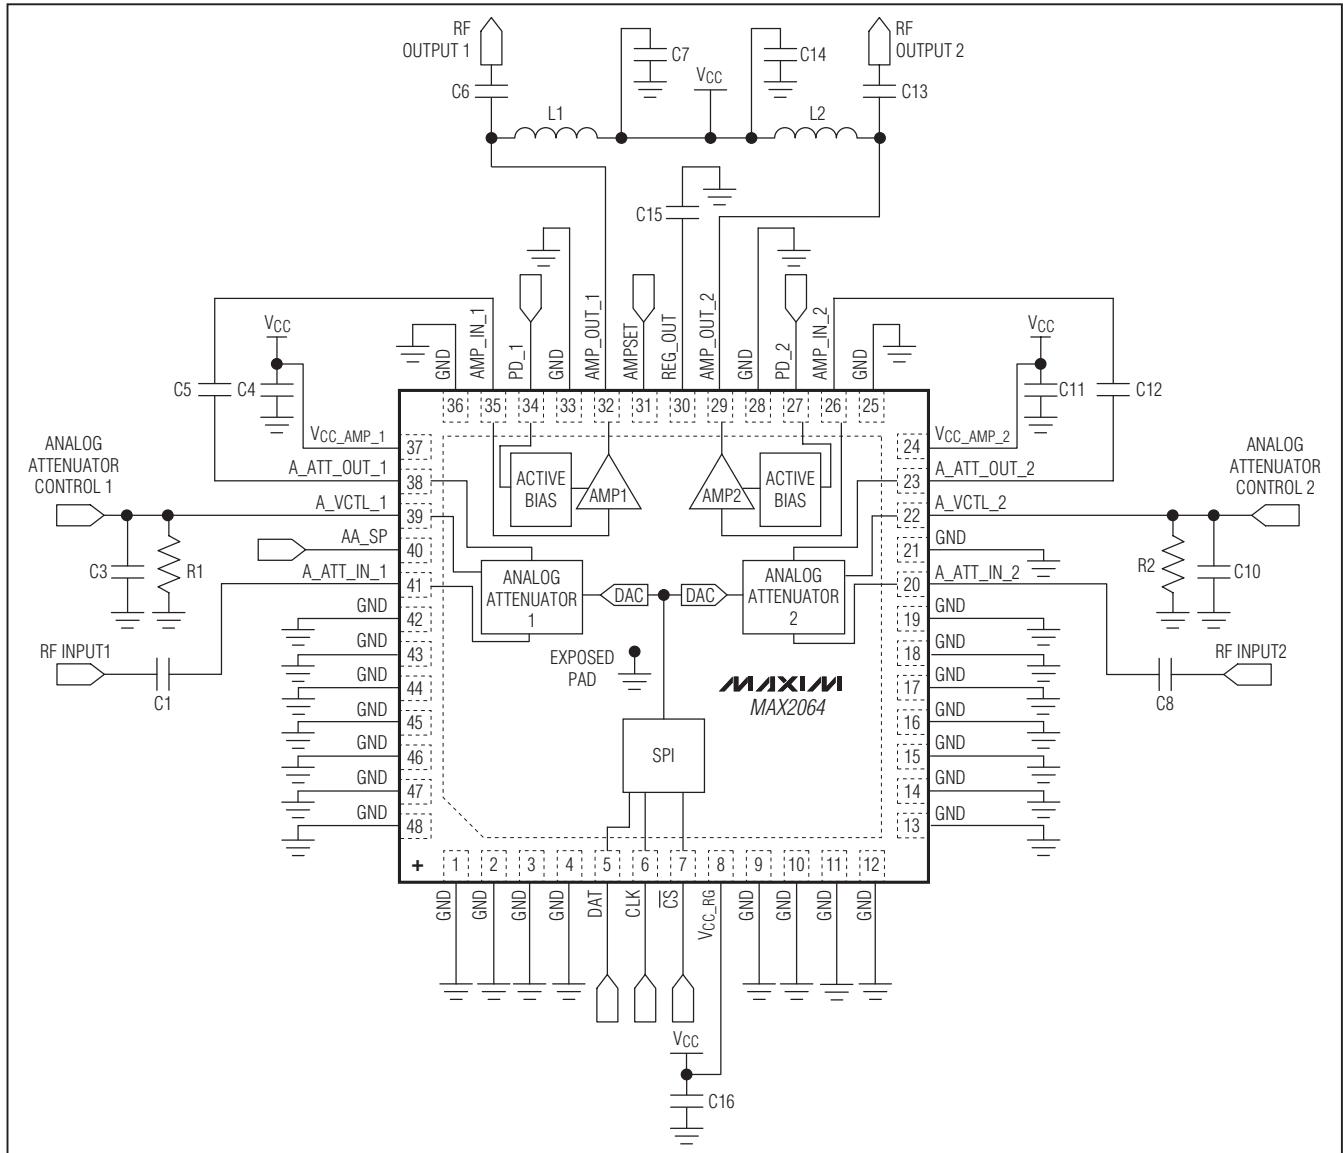 RF
OUTPUT 1
C6
L1
C7
VCC
C14
L2
RF
OUTPUT 2
C13
C15
VCC
C5
C4
GND
AMP_IN_1
PD_1
GND
AMP_OUT_1
AMPSET
REG_OUT
AMP_OUT_2
GND
PD_2
AMP_IN_2
GND
VCC
C11
C12
36
35
34
33
32
31
30
29
28
27
26
25
ANALOG
ATTENUATOR
CONTROL 1
VCC_AMP_1
37
A_ATT_OUT_1
38
A_VCTL_1
39
AA_SP
40
A_ATT_IN_1
41
GND
42
GND
43
GND
44
GND
45
GND
46
GND
47
GND
48
C3
R1
RF INPUT1
C1
ACTIVE
BIAS
AMP1
AMP2
ACTIVE
BIAS
ANALOG
ATTENUATOR
1
DAC
DAC
ANALOG
ATTENUATOR
2
EXPOSED
PAD
MAXIM
MAX2064
SPI
24
VCC_AMP_2
23
A_ATT_OUT_2
22
A_VCTL_2
21
GND
20
A_ATT_IN_2
19
GND
18
GND
17
GND
16
GND
15
GND
14
GND
13
GND
ANALOG
ATTENUATOR
CONTROL 2
R2
C10
RF INPUT2
C8
+
1
2
3
4
5
6
7
8
9
10
11
12
GND
GND
GND
GND
DAT
CLK
CS
VCC_RG
GND
GND
GND
GND
VCC
C16